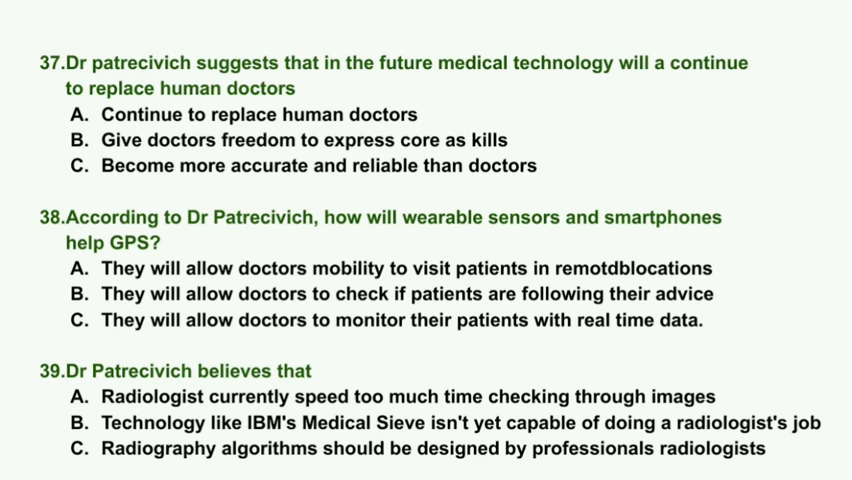 37.Dr patrecivich suggests that in the future medical technology will a continue
to replace human doctors
A. Continue to replace human doctors
B. Give doctors freedom to express core as kills
C. Become more accurate and reliable than doctors
38.According to Dr Patrecivich, how will wearable sensors and smartphones
help GPS?
A. They will allow doctors mobility to visit patients in remotdblocations
B. They will allow doctors to check if patients are following their advice
C. They will allow doctors to monitor their patients with real time data.
39.Dr Patrecivich believes that
A. Radiologist currently speed too much time checking through images
B. Technology like IBM's Medical Sieve isn't yet capable of doing a radiologist's job
C. Radiography algorithms should be designed by professionals radiologists